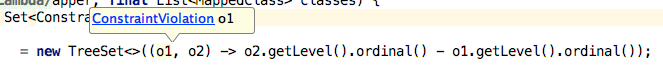 apper, final List<MappedClass> classes) {
Set<Constra
ConstraintViolation o1
= new TreeSet<>((o1, o2) -> o2.getLevel().ordinal() - o1.getLevel().ordinal());